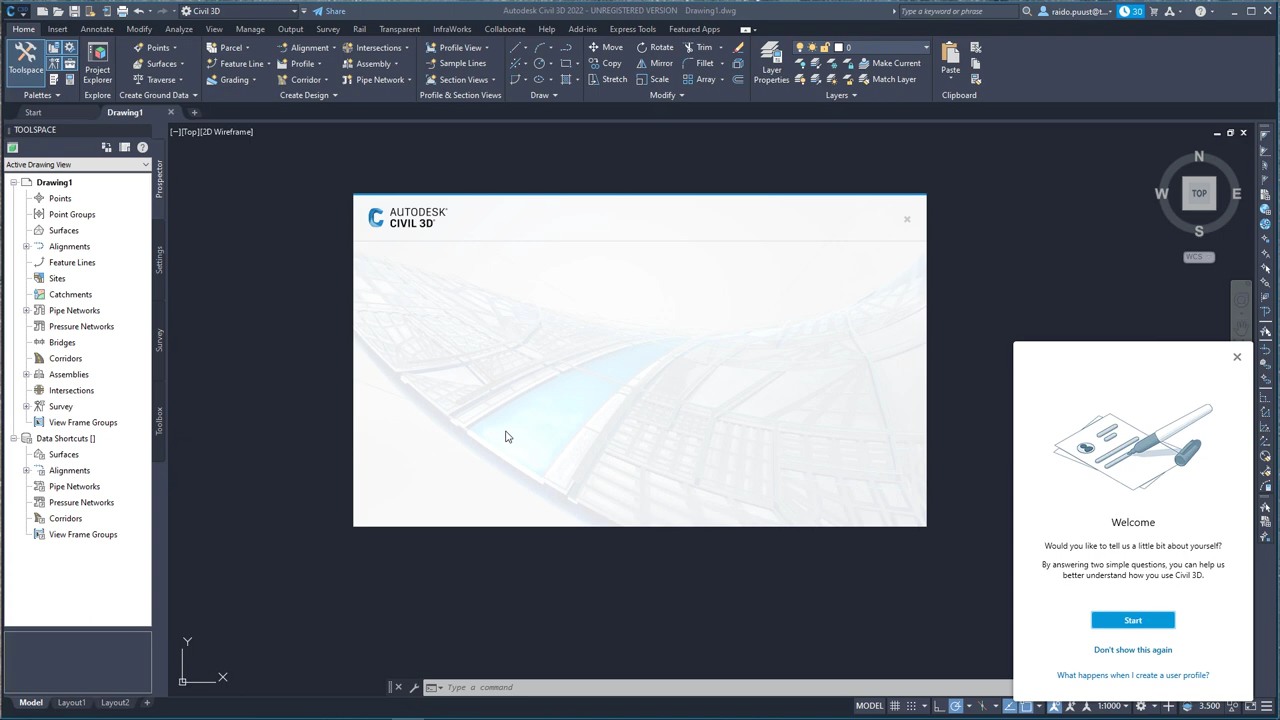 Civil 3D
Share
Autodesk Civil 3D 2022 - UNREGISTERED VERSION Drawing1.dwg
Type a keyword or phrase
raido.puust@t...
30
Home Insert Annotate Modify Analyze View Manage Output Survey Rail Transparent InfraWorks Collaborate Help Add-ins Express Tools Featured Apps
Toolspace
Project
Explorer
Points
Surfaces
Traverse
Parcel
Feature Line
Grading
Alignment
Profile
Corridor
Intersections
Assembly
Pipe Network
Profile View
Sample Lines
Section Views
Move
Rotate
Trim
Copy
Mirror
Fillet
Stretch
Scale
Array
Layer
Properties
0
Make Current
Match Layer
Paste
Palettes Explore Create Ground Data Create Design Profile & Section Views Draw Modify Layers Clipboard
Start
Drawing1
TOOLSPACE
Active Drawing View
Drawing1
Points
Point Groups
Surfaces
Alignments
Feature Lines
Sites
Catchments
Pipe Networks
Pressure Networks
Bridges
Corridors
Assemblies
Intersections
Survey
View Frame Groups
Data Shortcuts []
Surfaces
Alignments
Pipe Networks
Pressure Networks
Corridors
View Frame Groups
Prospector
Settings
Survey
Toolbox
[−][Top][2D Wireframe]
AUTODESK
CIVIL 3D
N
W
TOP
E
S
WCS
Welcome
Would you like to tell us a little bit about yourself?
By answering two simple questions, you can help us
better understand how you use Civil 3D.
Start
Don't show this again
What happens when I create a user profile?
Y
X
Type a command
Model Layout1 Layout2
MODEL
1:1000
3.500